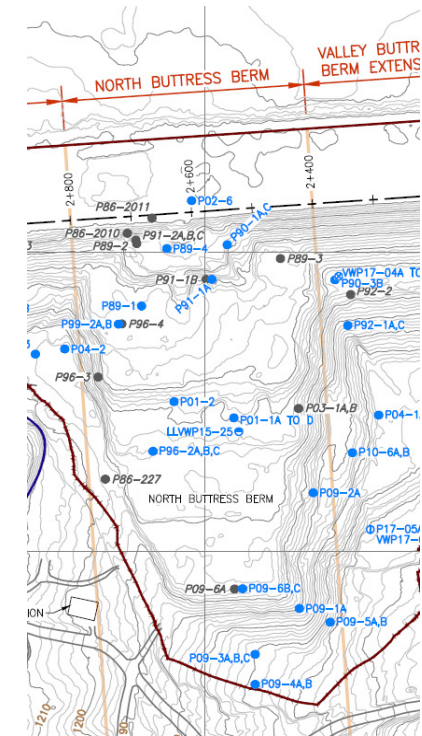 VALLEY BUTTR
NORTH BUTTRESS BERM
BERM EXTENS
2+800
2+600
2+400
P86-2011
P02-6
P86-2010
P91-2A,B,C
P89-2
P89-4
P90-1A,C
P89-3
VWP17-04A TO
P91-1B
P91-1A
P90-3B
P92-2
P89-1
P99-2A,B
P96-4
P92-1A,C
P04-2
P96-3
P01-2
P03-1A,B
P01-1A TO D
P04-1
LLVWP15-25
P96-2A,B,C
P10-6A,B
P86-227
NORTH BUTTRESS BERM
P09-2A
P17-05A
VWP17-
P09-6A
P09-6B,C
ION
P09-1A
P09-5A,B
P09-3A,B,C
P09-4A,B
1210
1200
90